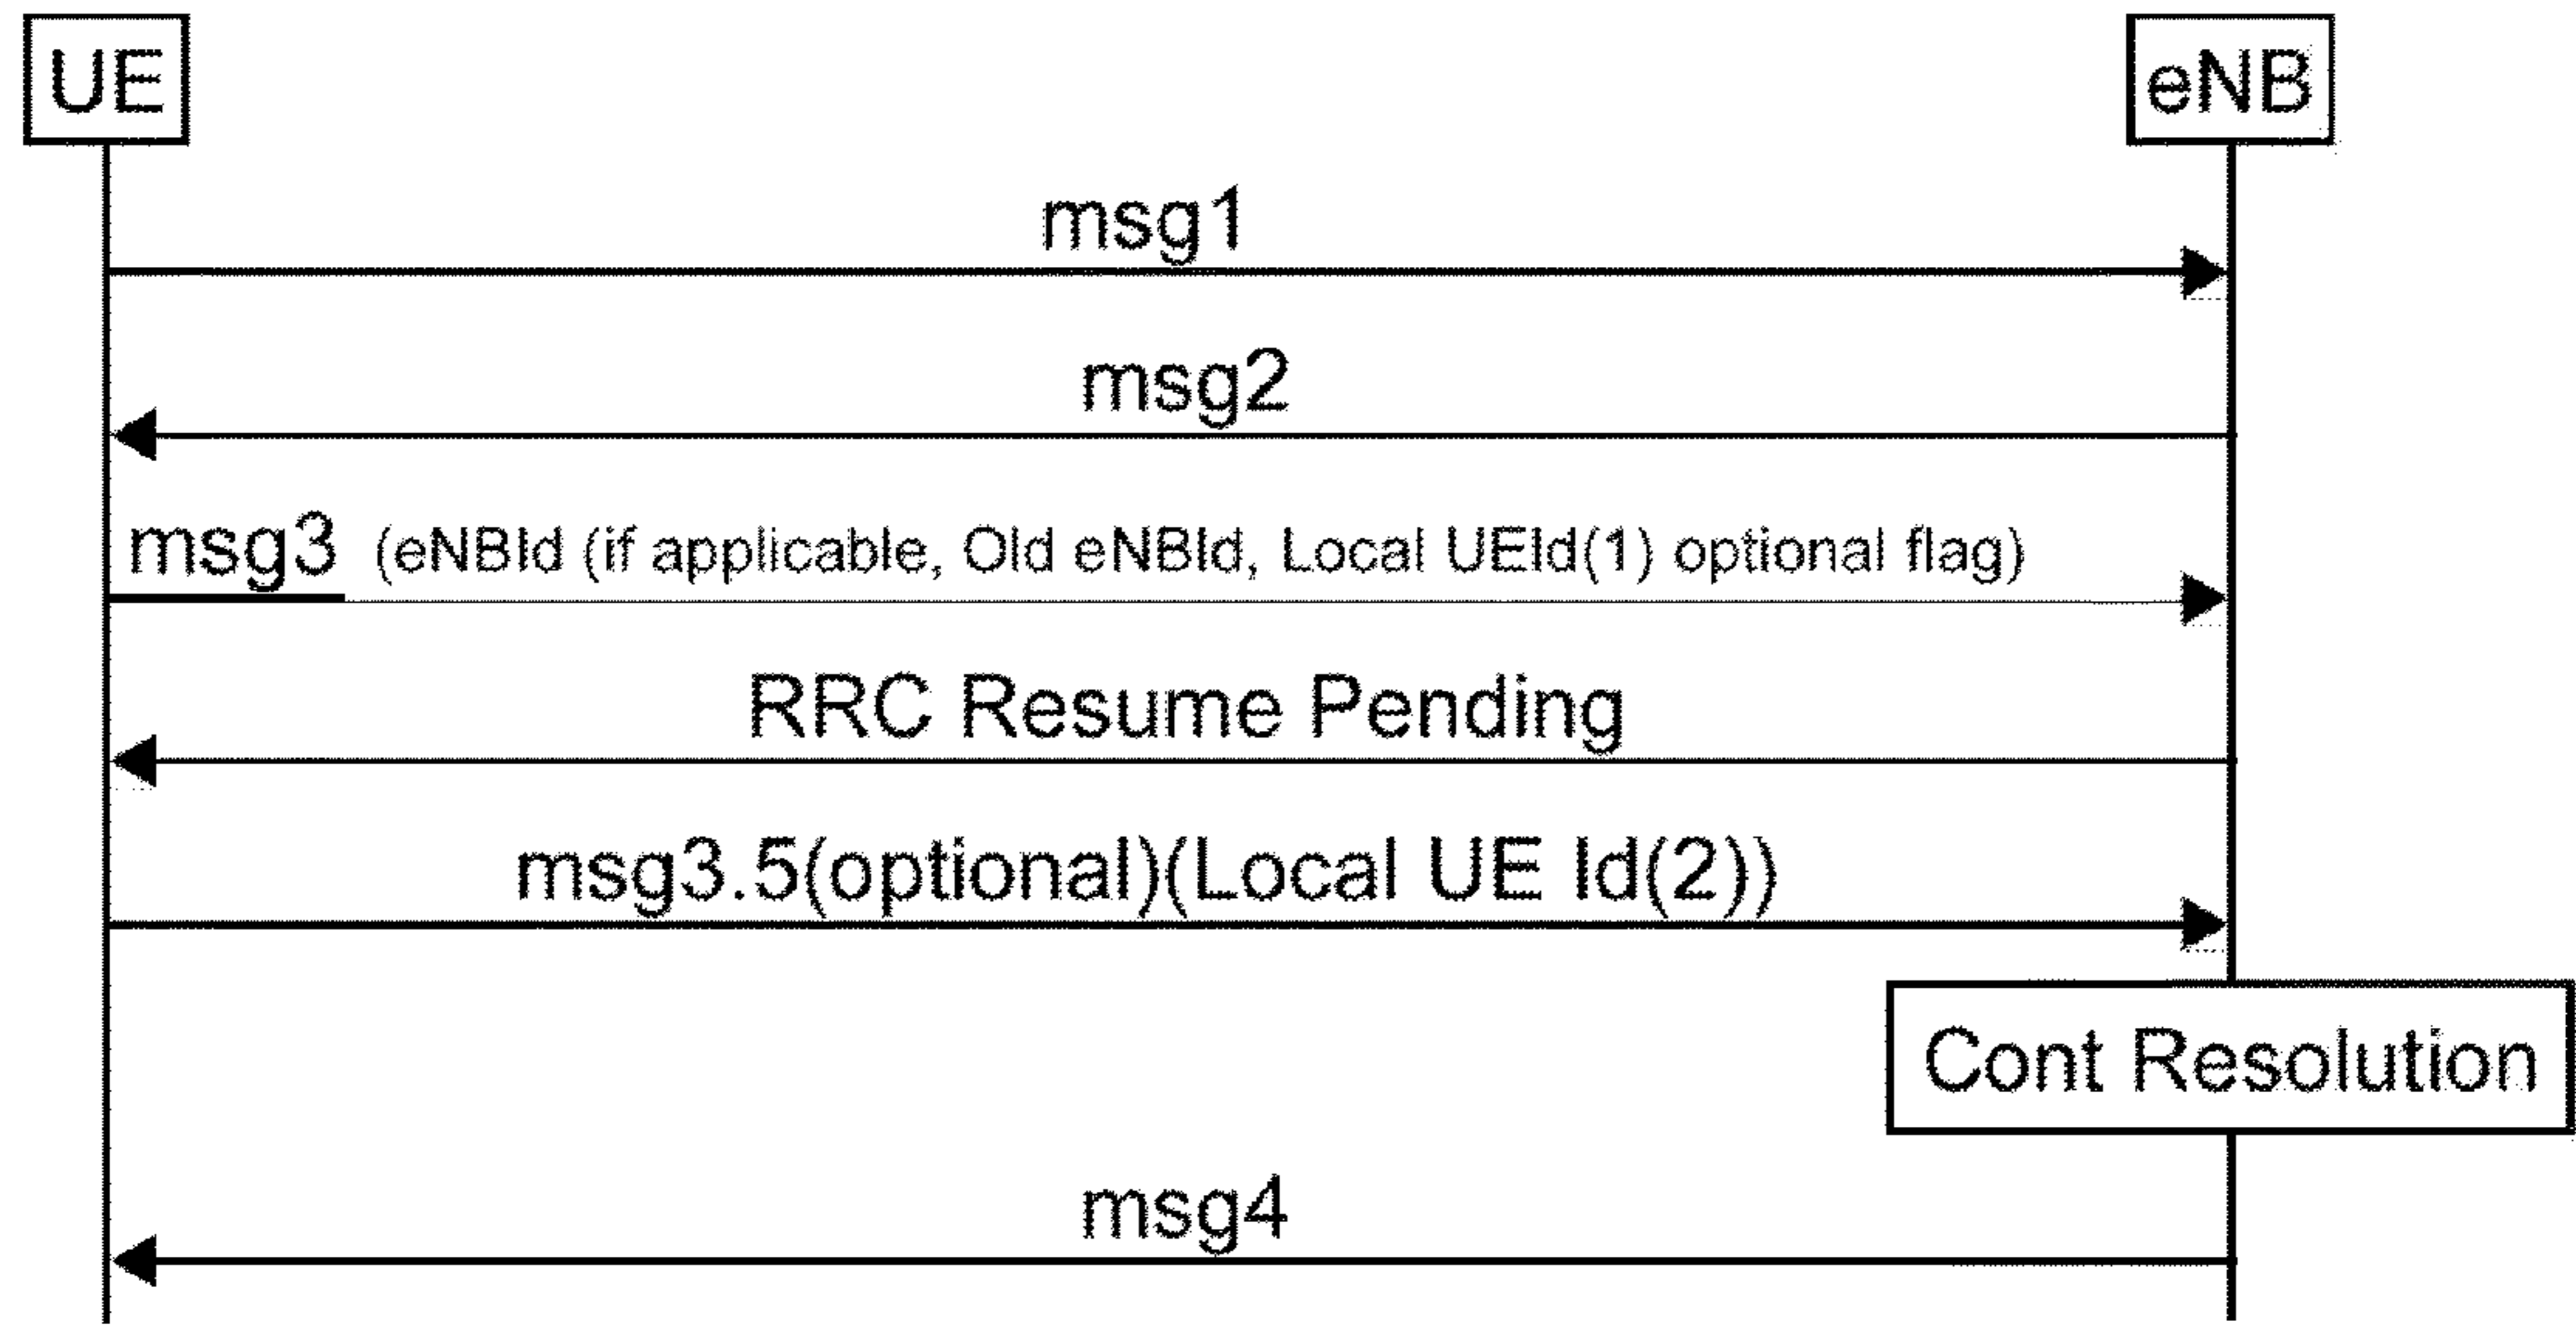 UE eNB
msg1
msg2
msg3 (eNBId (if applicable, Old eNBId, Local UEId(1) optional flag)
RRC Resume Pending
msg3.5(optional)(Local UE Id(2))
Cont Resolution
msg4